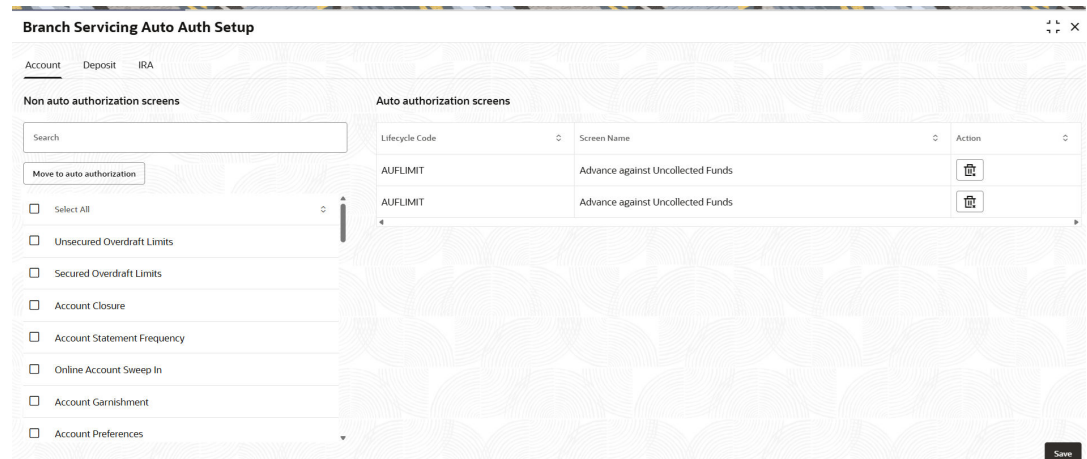 Branch Servicing Auto Auth Setup
Account Deposit IRA
Non auto authorization screens
Search
Move to auto authorization
Select All
Unsecured Overdraft Limits
Secured Overdraft Limits
Account Closure
Account Statement Frequency
Online Account Sweep In
Account Garnishment
Account Preferences
Auto authorization screens
Lifecycle Code Screen Name Action
AUFLIMIT Advance against Uncollected Funds
AUFLIMIT Advance against Uncollected Funds
Save